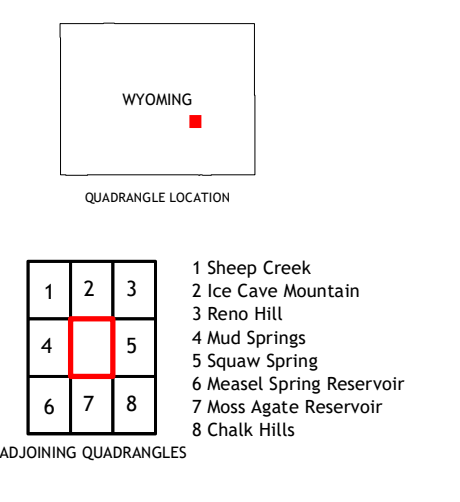 WYOMING
QUADRANGLE LOCATION
1 2 3
4 5
6 7 8
ADJOINING QUADRANGLES
1 Sheep Creek
2 Ice Cave Mountain
3 Reno Hill
4 Mud Springs
5 Squaw Spring
6 Measel Spring Reservoir
7 Moss Agate Reservoir
8 Chalk Hills